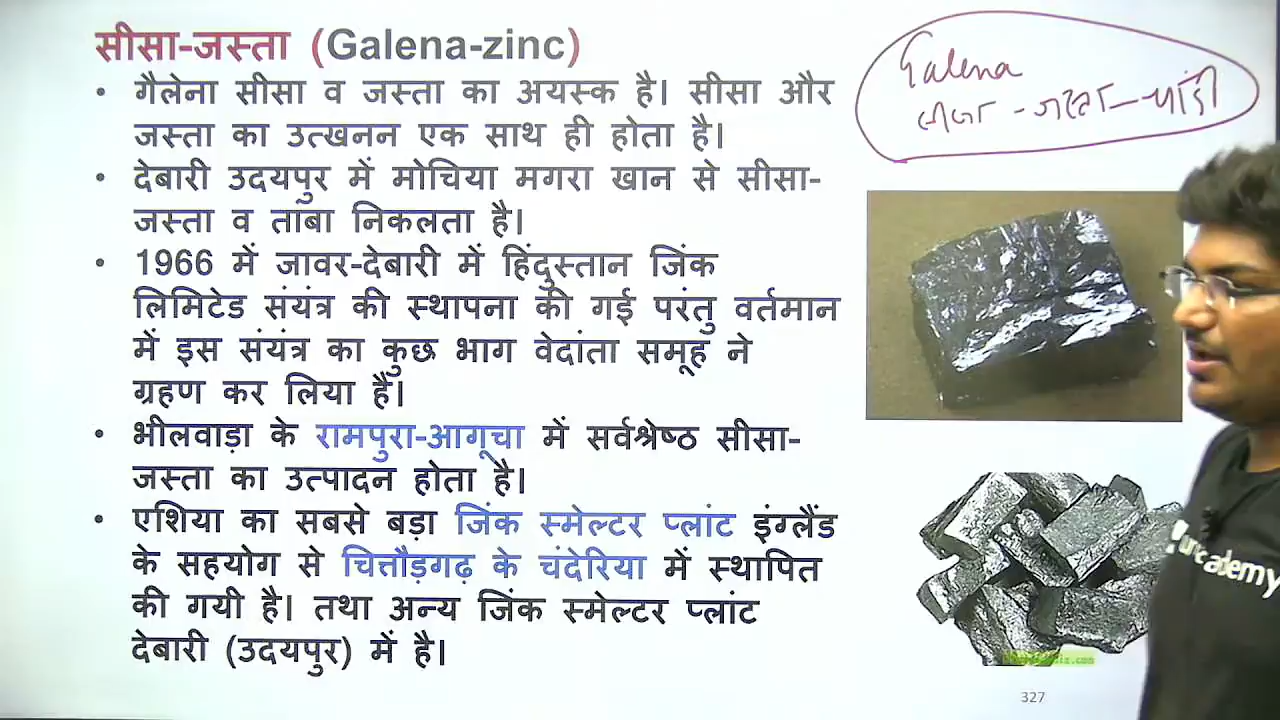 सीसा-जस्ता (Galena-zinc)
• गैलेना सीसा व जस्ता का अयस्क है। सीसा और
जस्ता का उत्खनन एक साथ ही होता है।
• देबारी उदयपुर में मोचिया मगरा खान से सीसा-
जस्ता व तांबा निकलता है।
• 1966 में जावर-देबारी में हिंदुस्तान जिंक
लिमिटेड संयंत्र की स्थापना की गई परंतु वर्तमान
में इस संयंत्र का कुछ भाग वेदांता समूह ने
ग्रहण कर लिया है।
• भीलवाड़ा के रामपुरा-आगूचा में सर्वश्रेष्ठ सीसा-
जस्ता का उत्पादन होता है।
• एशिया का सबसे बड़ा जिंक स्मेल्टर प्लांट इंग्लैंड
के सहयोग से चित्तौड़गढ़ के चंदेरिया में स्थापित
की गयी है। तथा अन्य जिंक स्मेल्टर प्लांट
देबारी (उदयपुर) में है।
Galena
जस्ता - चांदी
unacademy
327